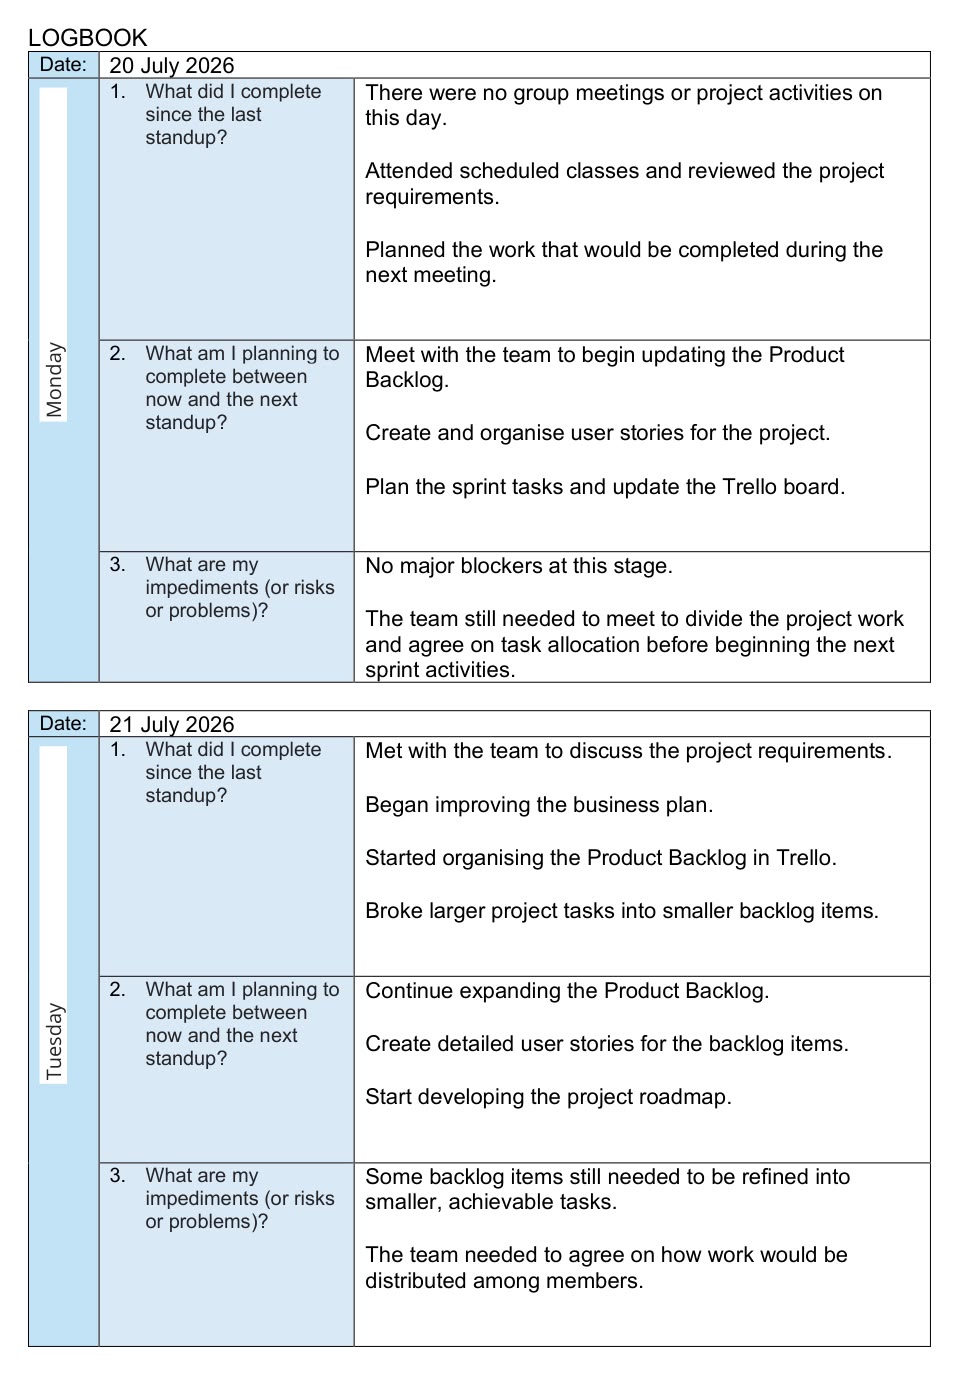 LOGBOOK
Date: 20 July 2026
Monday
1. What did I complete
since the last
standup?
There were no group meetings or project activities on
this day.
Attended scheduled classes and reviewed the project
requirements.
Planned the work that would be completed during the
next meeting.
2. What am I planning to
complete between
now and the next
standup?
Meet with the team to begin updating the Product
Backlog.
Create and organise user stories for the project.
Plan the sprint tasks and update the Trello board.
3. What are my
impediments (or risks
or problems)?
No major blockers at this stage.
The team still needed to meet to divide the project work
and agree on task allocation before beginning the next
sprint activities.
Date: 21 July 2026
Tuesday
1. What did I complete
since the last
standup?
Met with the team to discuss the project requirements.
Began improving the business plan.
Started organising the Product Backlog in Trello.
Broke larger project tasks into smaller backlog items.
2. What am I planning to
complete between
now and the next
standup?
Continue expanding the Product Backlog.
Create detailed user stories for the backlog items.
Start developing the project roadmap.
3. What are my
impediments (or risks
or problems)?
Some backlog items still needed to be refined into
smaller, achievable tasks.
The team needed to agree on how work would be
distributed among members.